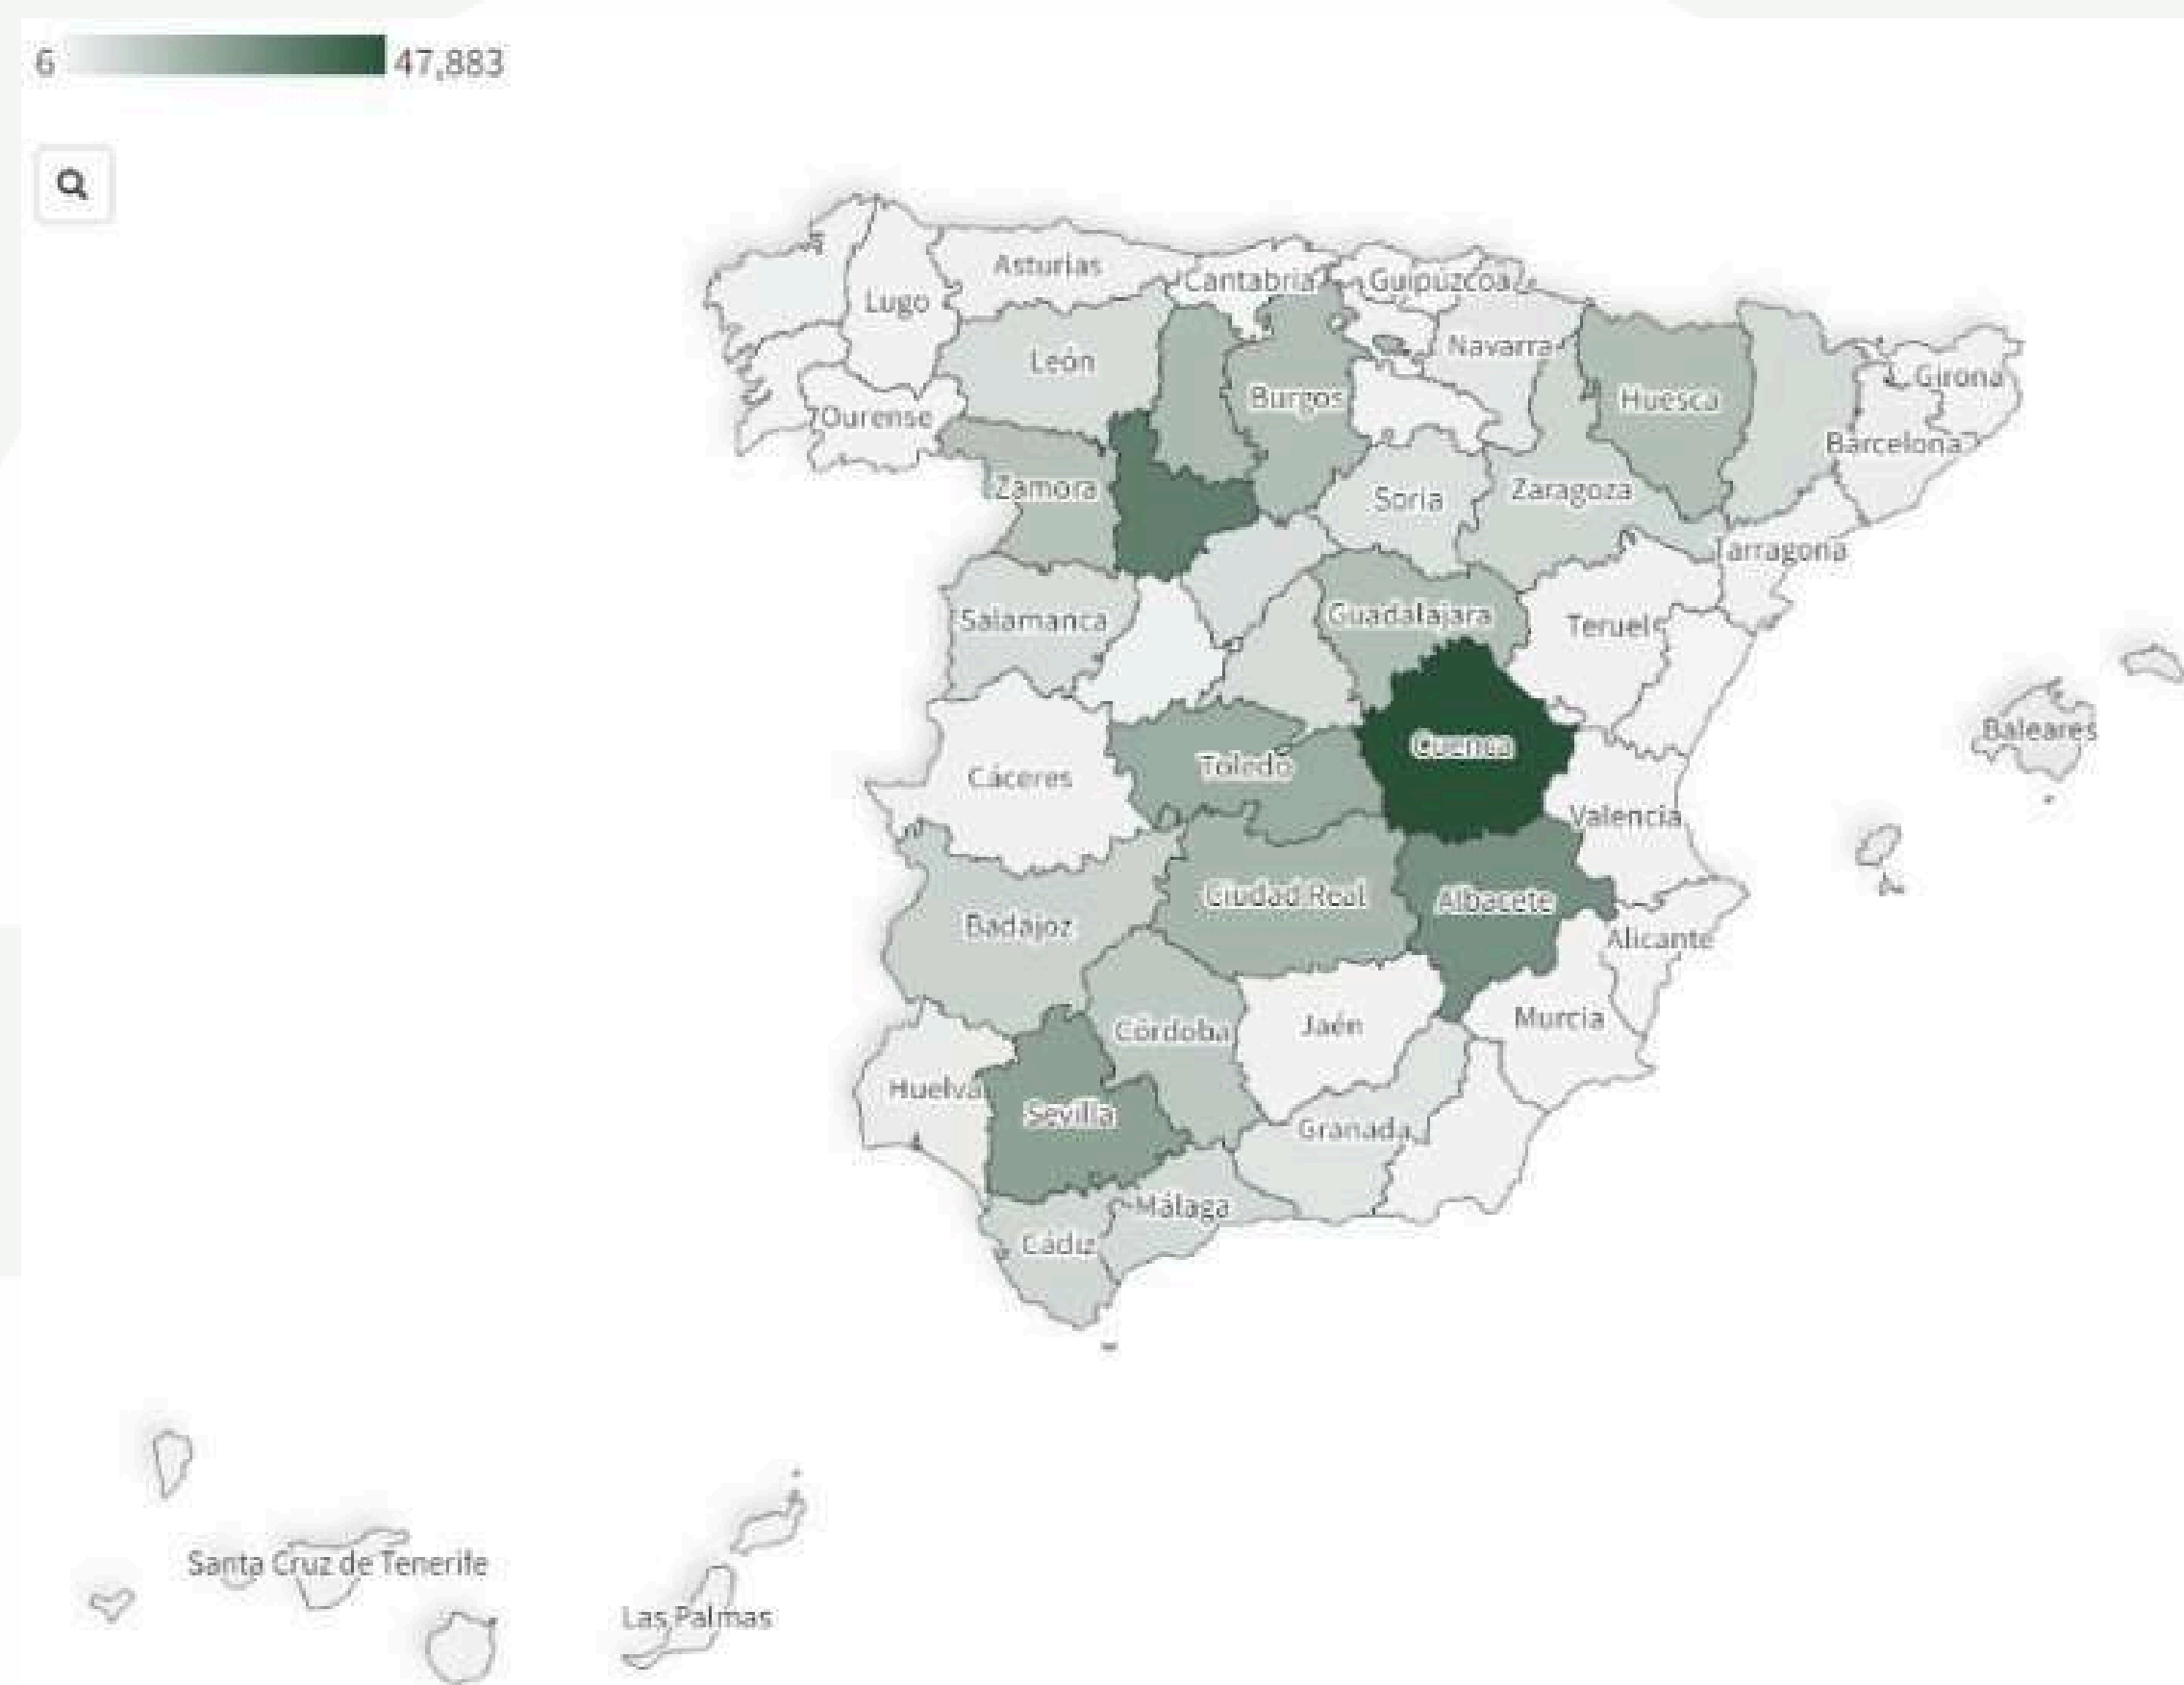 6 47,883
Asturias
Cantabria
Guipúzcoa
Lugo
León
Navarra
Burgos
Huesca
Girona
Ourense
Barcelona
Zamora
Soria
Zaragoza
Tarragona
Salamanca
Guadalajara
Teruel
Baleares
Cuenca
Toledo
Cáceres
Valencia
Ciudad Real
Albacete
Badajoz
Alicante
Murcia
Córdoba
Jaén
Huelva
Sevilla
Granada
Málaga
Cádiz
Santa Cruz de Tenerife
Las Palmas